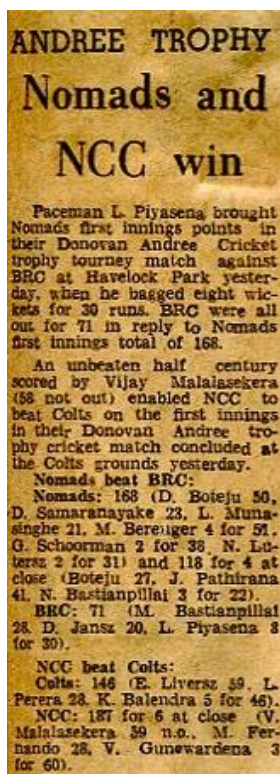 ANDREE TROPHY
Nomads and
NCC win
Paceman L. Piyasena brought
Nomads first innings points in
their Donovan Andree Cricket
trophy tourney match against
BRC at Havelock Park yester-
day, when he bagged eight wic-
kets for 30 runs. BRC were all
out for 71 in reply to Nomads
first innings total of 168.
An unbeaten half century
scored by Vijay Malalasekera
(58 not out) enabled NCC to
beat Colts on the first innings
in their Donovan Andree tro-
phy cricket match concluded at
the Colts grounds yesterday.
Nomads beat BRC:
Nomads: 168 (D. Boteju 50,
D. Samaranayake 23, L. Muna-
singhe 21, M. Berenger 4 for 51,
G. Schoorman 2 for 38, N. Lu-
tersz 2 for 31) and 118 for 4 at
close (Boteju 27, J. Pathirana
41, N. Bastianpillai 3 for 22).
BRC: 71 (M. Bastianpillai
28, D. Jansz 20, L. Piyasena 8
for 30).
NCC beat Colts:
Colts: 146 (E. Liversz 59, L.
Perera 28, K. Balendra 5 for 46).
NCC: 187 for 6 at close (V.
Malalasekera 59 n.o., M. Fer-
nando 28, V. Gunewardena 3
for 60).